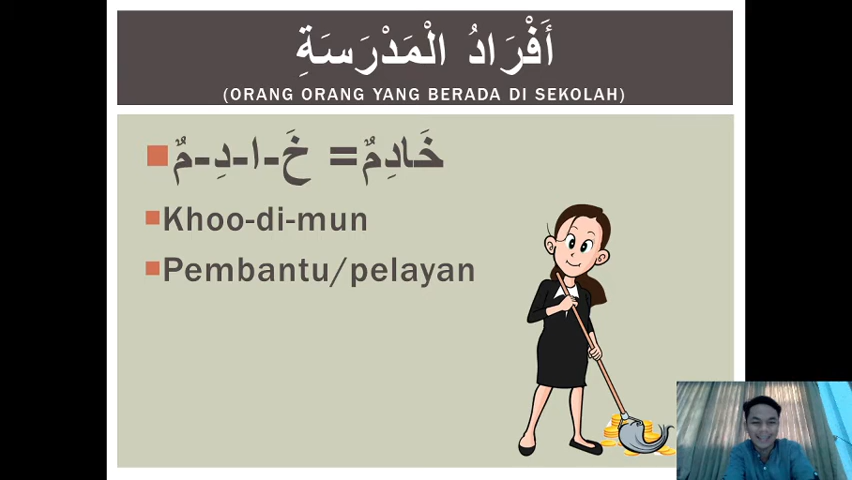 أَفْرَادُ الْمَدْرَسَةِ
(ORANG ORANG YANG BERADA DI SEKOLAH)
خَادِمٌ= خَ-ا-دِ-مٌ
Khoo-di-mun
Pembantu/pelayan